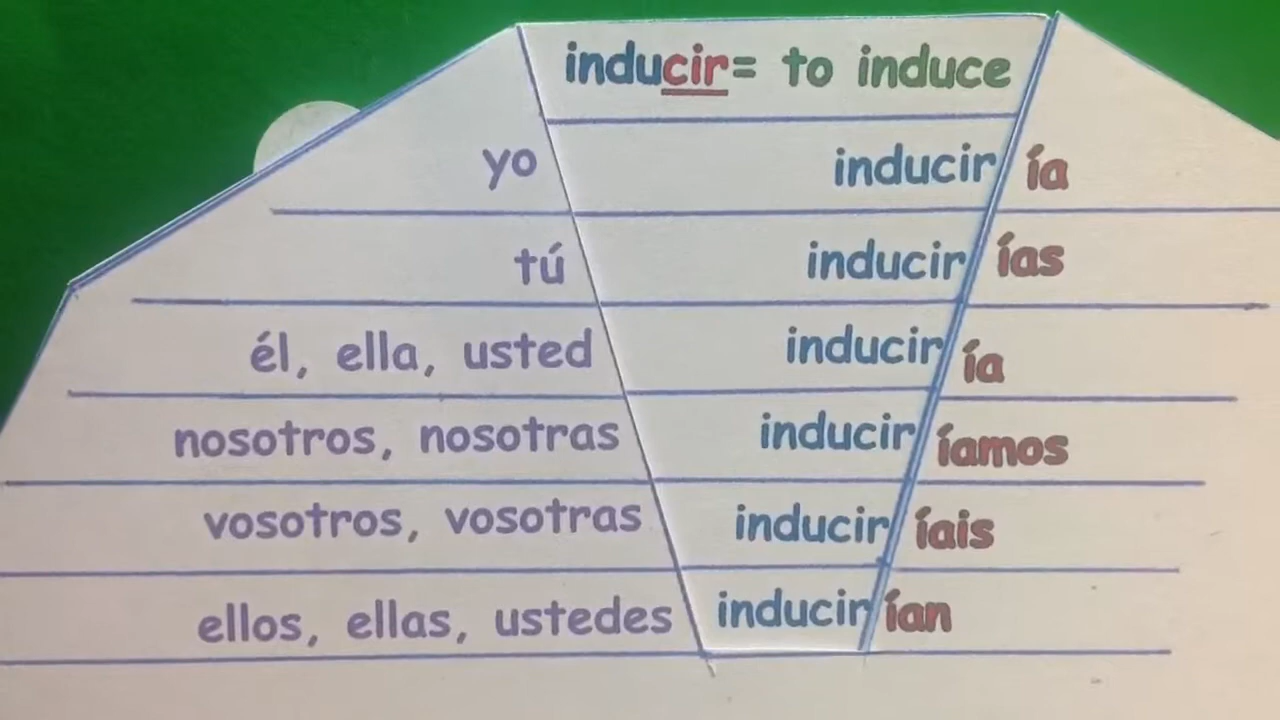 inducir= to induce
yo inducir ía
tú inducir ías
él, ella, usted inducir ía
nosotros, nosotras inducir íamos
vosotros, vosotras inducir íais
ellos, ellas, ustedes inducir ían